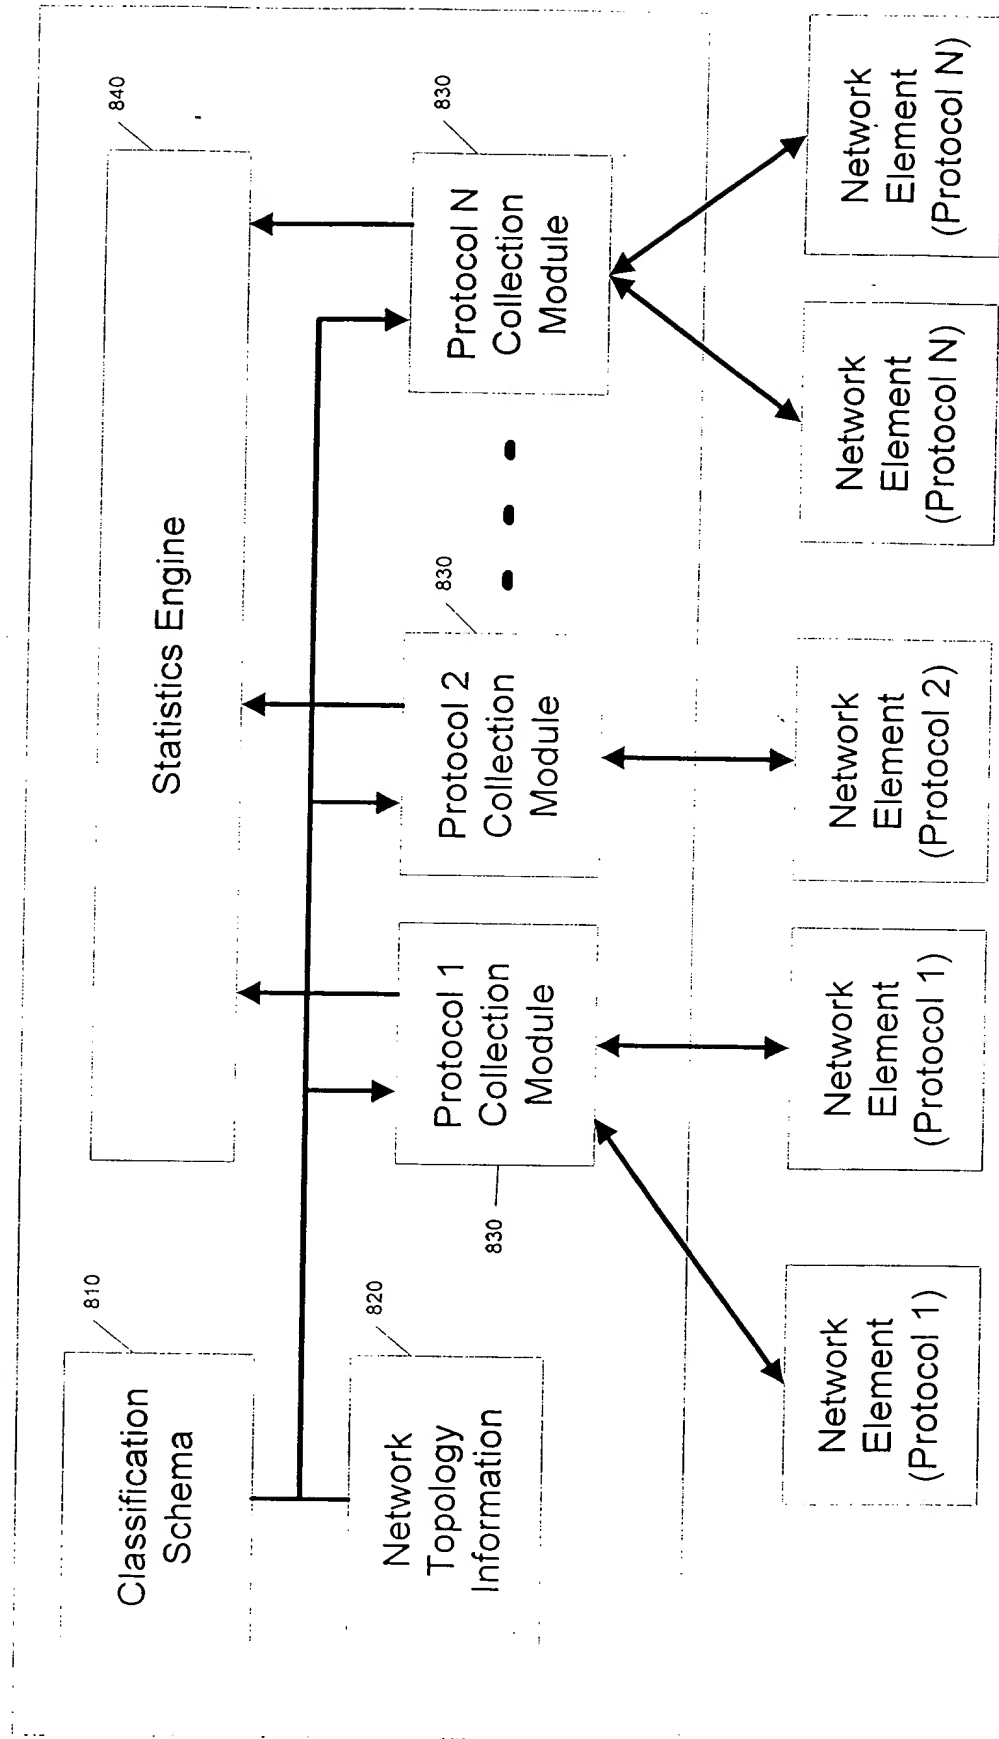 810
Classification
Schema
820
Network
Topology
Information
840
Statistics Engine
830
Protocol 1
Collection
Module
830
Protocol 2
Collection
Module
830
Protocol N
Collection
Module
Network
Element
(Protocol 1)
Network
Element
(Protocol 1)
Network
Element
(Protocol 2)
Network
Element
(Protocol N)
Network
Element
(Protocol N)